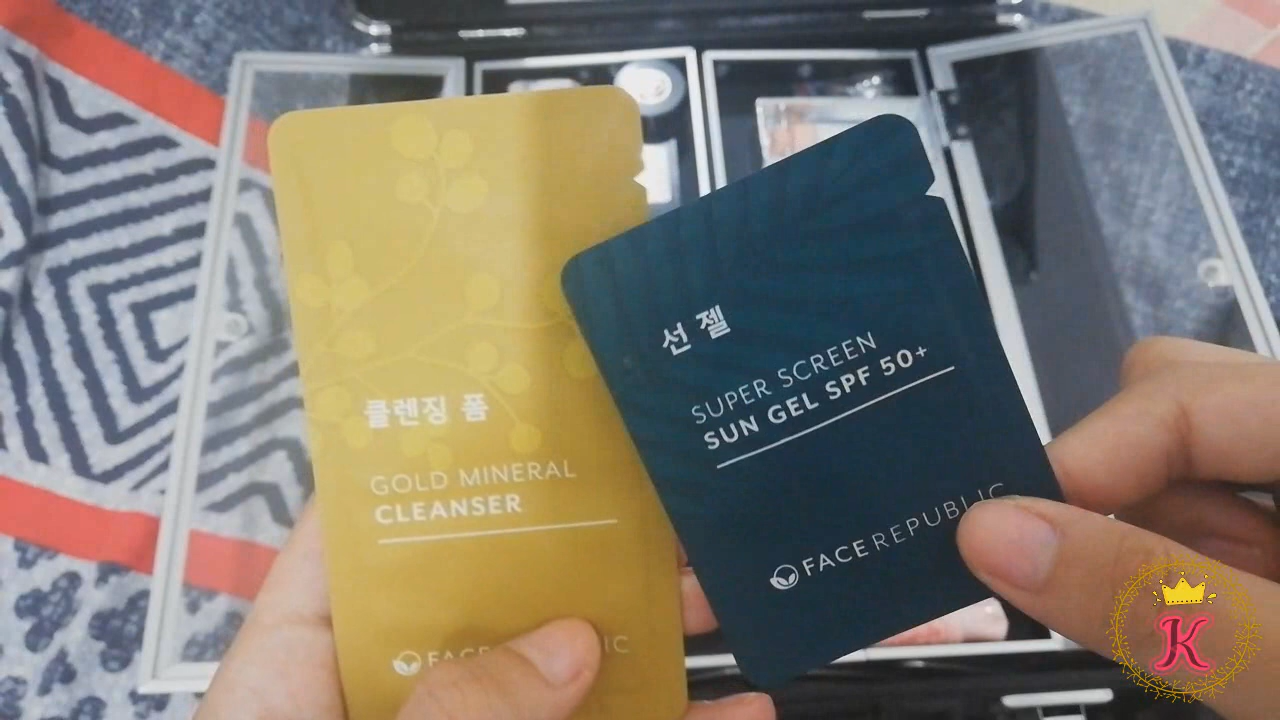 클렌징 폼
GOLD MINERAL
CLEANSER
선 젤
SUPER SCREEN
SUN GEL SPF 50+
FACEREPUBLIC
K